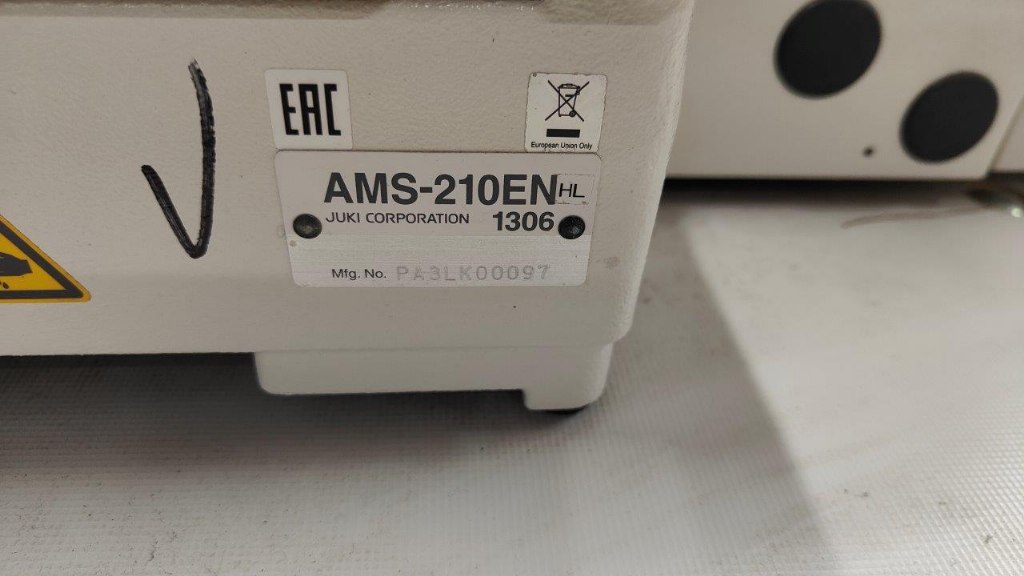 EAC
European Union Only
AMS-210EN HL
JUKI CORPORATION 1306
Mfg. No. PA3LK00097